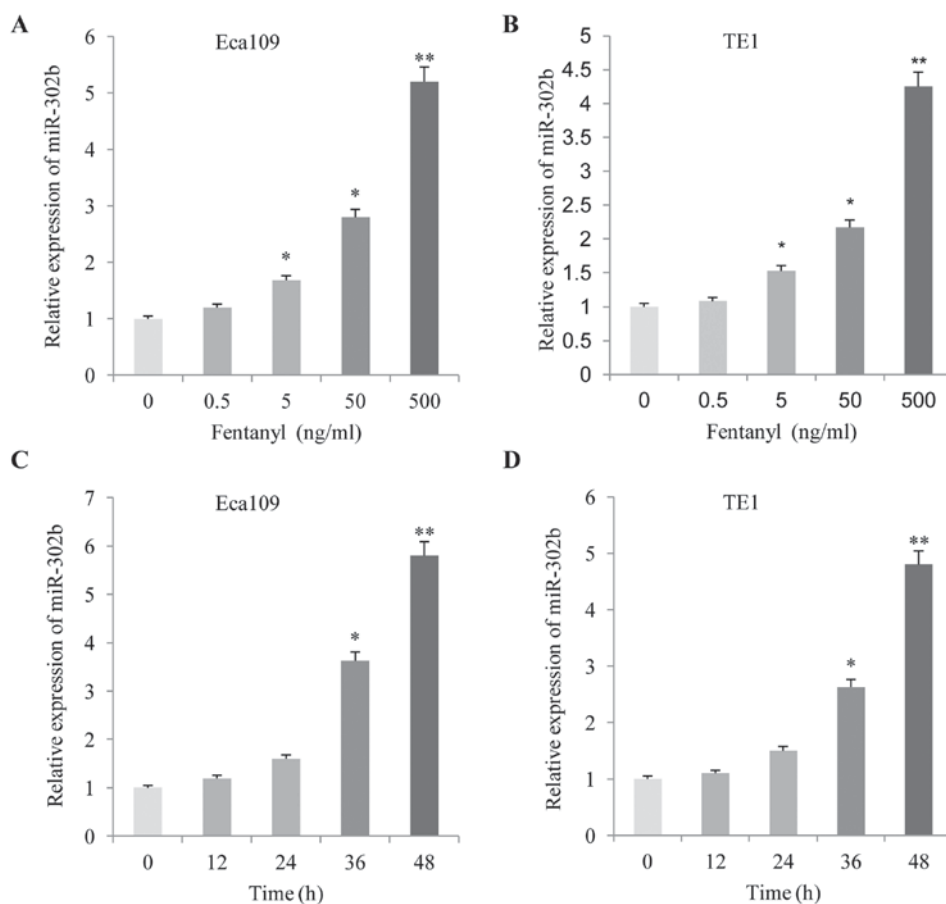 A
Eca109
Relative expression of miR-302b
6
5
4
3
2
1
0
*
*
**
0 0.5 5 50 500
Fentanyl (ng/ml)
B
TE1
Relative expression of miR-302b
5
4.5
4
3.5
3
2.5
2
1.5
1
0.5
0
*
*
**
0 0.5 5 50 500
Fentanyl (ng/ml)
C
Eca109
Relative expression of miR-302b
7
6
5
4
3
2
1
0
*
**
0 12 24 36 48
Time (h)
D
TE1
Relative expression of miR-302b
6
5
4
3
2
1
0
*
**
0 12 24 36 48
Time (h)